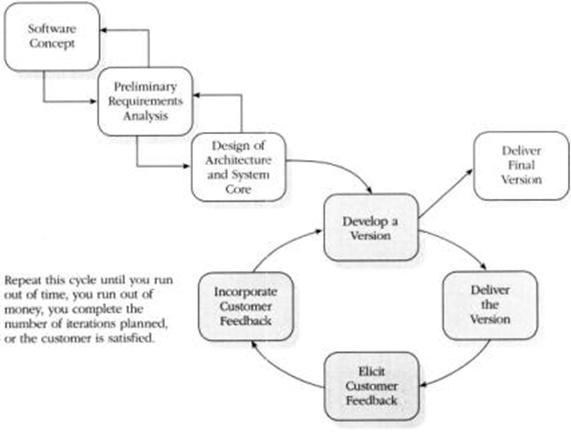 Software
Concept
Preliminary
Requirements
Analysis
Design of
Architecture
and System
Core
Deliver
Final
Version
Develop a
Version
Repeat this cycle until you run
out of time, you run out of
money, you complete the
number of iterations planned,
or the customer is satisfied.
Incorporate
Customer
Feedback
Deliver
the
Version
Elicit
Customer
Feedback